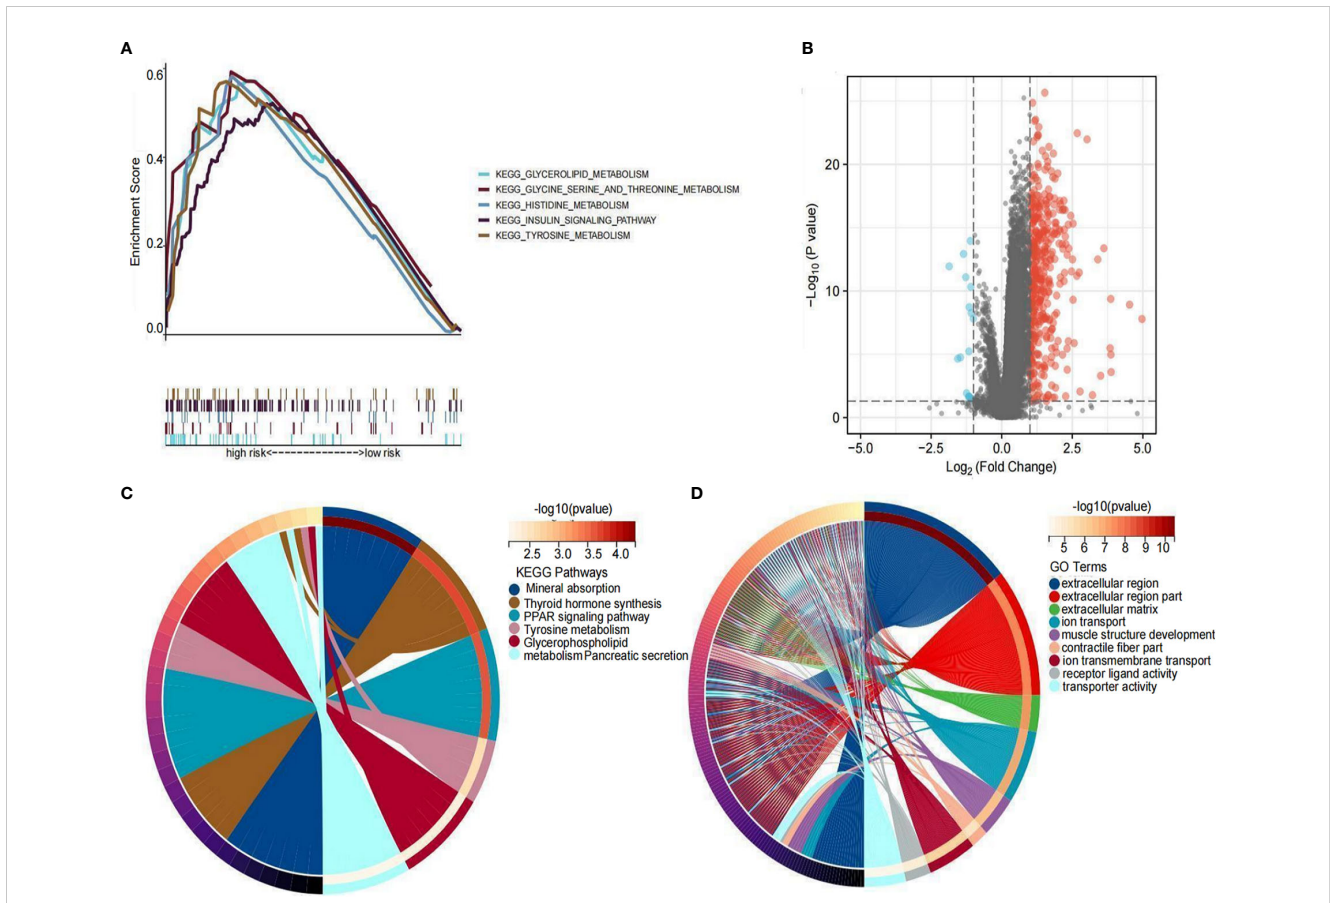 A
B
0.6
0.4
0.2
0.0
Enrichment Score
KEGG_GLYCEROLIPID_METABOLISM
KEGG_GLYCINE_SERINE_AND_THREONINE_METABOLISM
KEGG_HISTIDINE_METABOLISM
KEGG_INSULIN_SIGNALING_PATHWAY
KEGG_TYROSINE_METABOLISM
high risk<-------------->low risk
20
10
0
−Log10 (P value)
−5.0 −2.5 0.0 2.5 5.0
Log2 (Fold Change)
C
-log10(pvalue)
2.5 3.0 3.5 4.0
KEGG Pathways
Mineral absorption
Thyroid hormone synthesis
PPAR signaling pathway
Tyrosine metabolism
Glycerophospholipid
metabolismPancreatic secretion
D
-log10(pvalue)
5 6 7 8 9 10
GO Terms
extracellular region
extracellular region part
extracellular matrix
ion transport
muscle structure development
contractile fiber part
ion transmembrane transport
receptor ligand activity
transporter activity